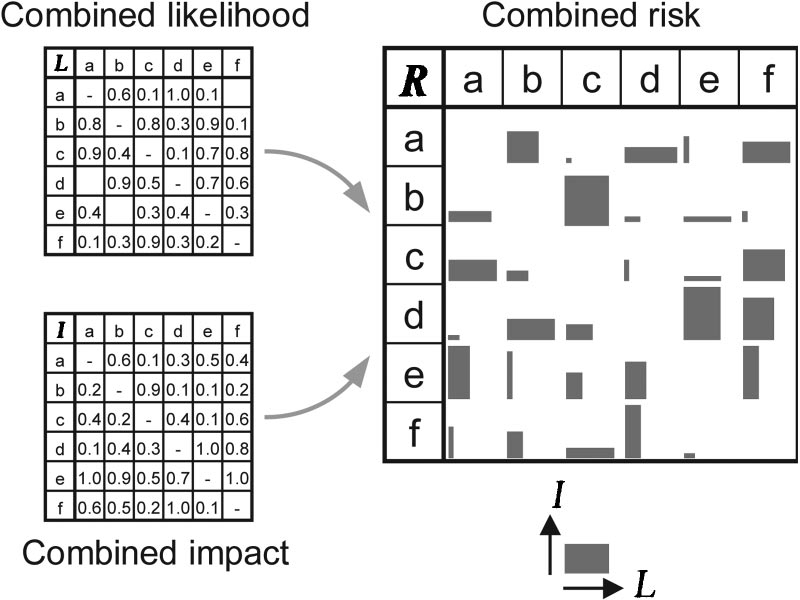 Combined likelihood
L a b c d e f
a - 0.6 0.1 1.0 0.1
b 0.8 - 0.8 0.3 0.9 0.1
c 0.9 0.4 - 0.1 0.7 0.8
d 0.9 0.5 - 0.7 0.6
e 0.4 0.3 0.4 - 0.3
f 0.1 0.3 0.9 0.3 0.2 -
I a b c d e f
a - 0.6 0.1 0.3 0.5 0.4
b 0.2 - 0.9 0.1 0.1 0.2
c 0.4 0.2 - 0.4 0.1 0.6
d 0.1 0.4 0.3 - 1.0 0.8
e 1.0 0.9 0.5 0.7 - 1.0
f 0.6 0.5 0.2 1.0 0.1 -
Combined impact
Combined risk
R a b c d e f
a
b
c
d
e
f
I
L